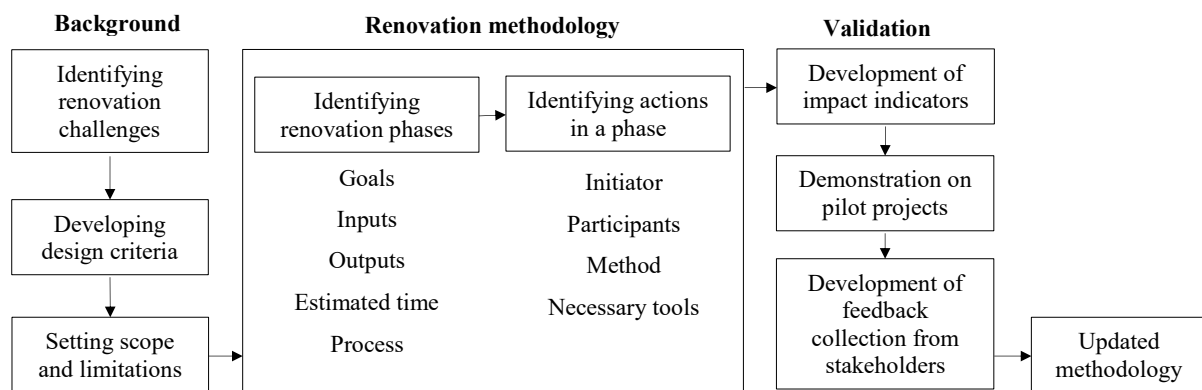 Background
Identifying
renovation
challenges
Developing
design criteria
Setting scope
and limitations
Renovation methodology
Identifying
renovation phases
Goals
Inputs
Outputs
Estimated time
Process
Identifying actions
in a phase
Initiator
Participants
Method
Necessary tools
Validation
Development of
impact indicators
Demonstration on
pilot projects
Development of
feedback
collection from
stakeholders
Updated
methodology